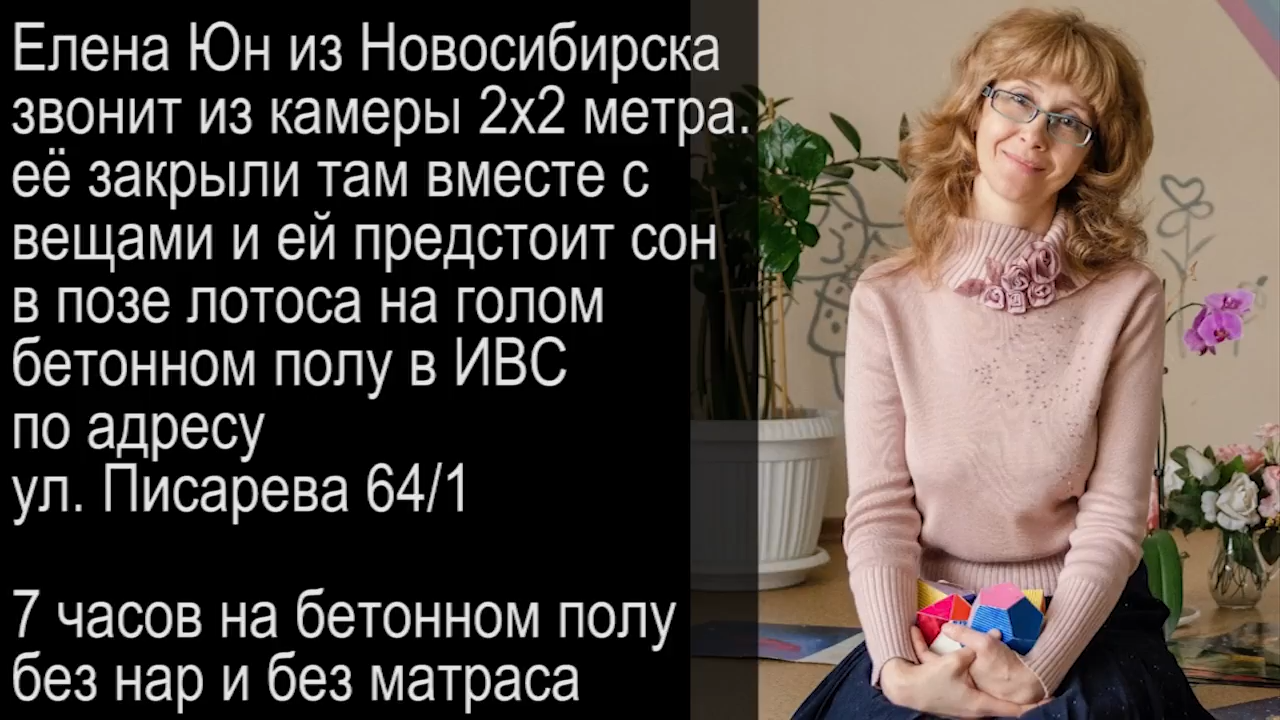 Елена Юн из Новосибирска
звонит из камеры 2х2 метра.
её закрыли там вместе с
вещами и ей предстоит сон
в позе лотоса на голом
бетонном полу в ИВС
по адресу
ул. Писарева 64/1
7 часов на бетонном полу
без нар и без матраса